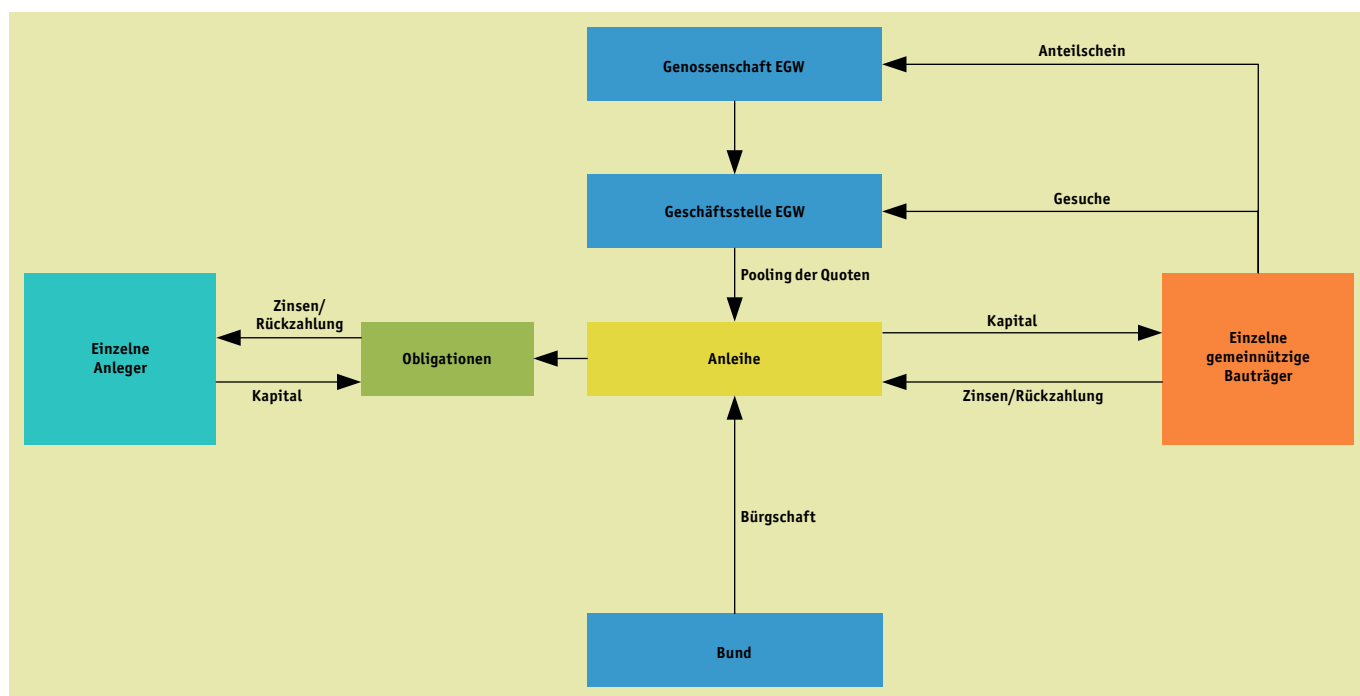 Anteilschein
Genossenschaft EGW
Gesuche
Geschäftsstelle EGW
Pooling der Quoten
Zinsen/
Rückzahlung
Kapital
Einzelne
Anleger
Obligationen
Anleihe
Einzelne
gemeinnützige
Bauträger
Kapital
Zinsen/Rückzahlung
Bürgschaft
Bund